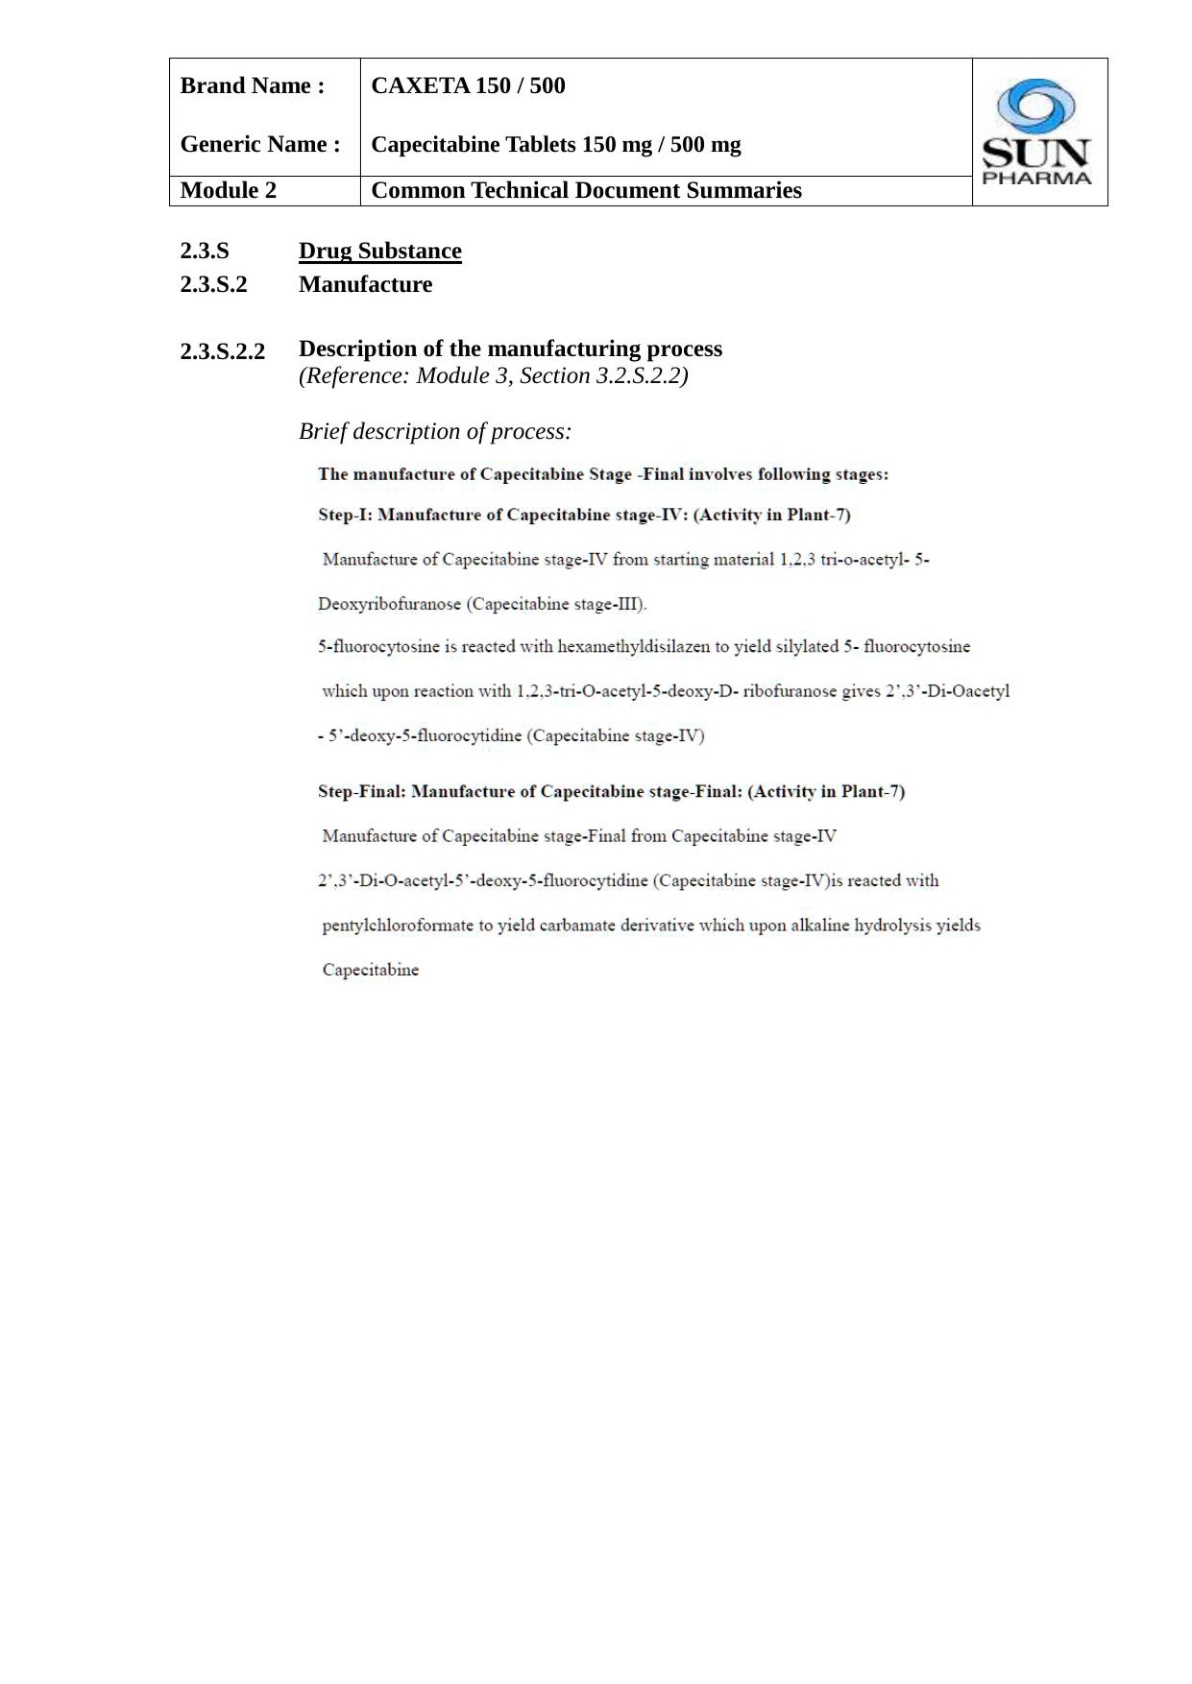 Brand Name :
CAXETA 150 / 500
Generic Name :
Capecitabine Tablets 150 mg / 500 mg
SUN
PHARMA
Module 2
Common Technical Document Summaries
2.3.S Drug Substance
2.3.S.2 Manufacture
2.3.S.2.2 Description of the manufacturing process
(Reference: Module 3, Section 3.2.S.2.2)
Brief description of process:
The manufacture of Capecitabine Stage -Final involves following stages:
Step-I: Manufacture of Capecitabine stage-IV: (Activity in Plant-7)
Manufacture of Capecitabine stage-IV from starting material 1,2,3 tri-o-acetyl- 5-
Deoxyribofuranose (Capecitabine stage-III).
5-fluorocytosine is reacted with hexamethyldisilazen to yield silylated 5- fluorocytosine
which upon reaction with 1,2,3-tri-O-acetyl-5-deoxy-D- ribofuranose gives 2’,3’-Di-Oacetyl
- 5’-deoxy-5-fluorocytidine (Capecitabine stage-IV)
Step-Final: Manufacture of Capecitabine stage-Final: (Activity in Plant-7)
Manufacture of Capecitabine stage-Final from Capecitabine stage-IV
2’,3’-Di-O-acetyl-5’-deoxy-5-fluorocytidine (Capecitabine stage-IV)is reacted with
pentylchloroformate to yield carbamate derivative which upon alkaline hydrolysis yields
Capecitabine